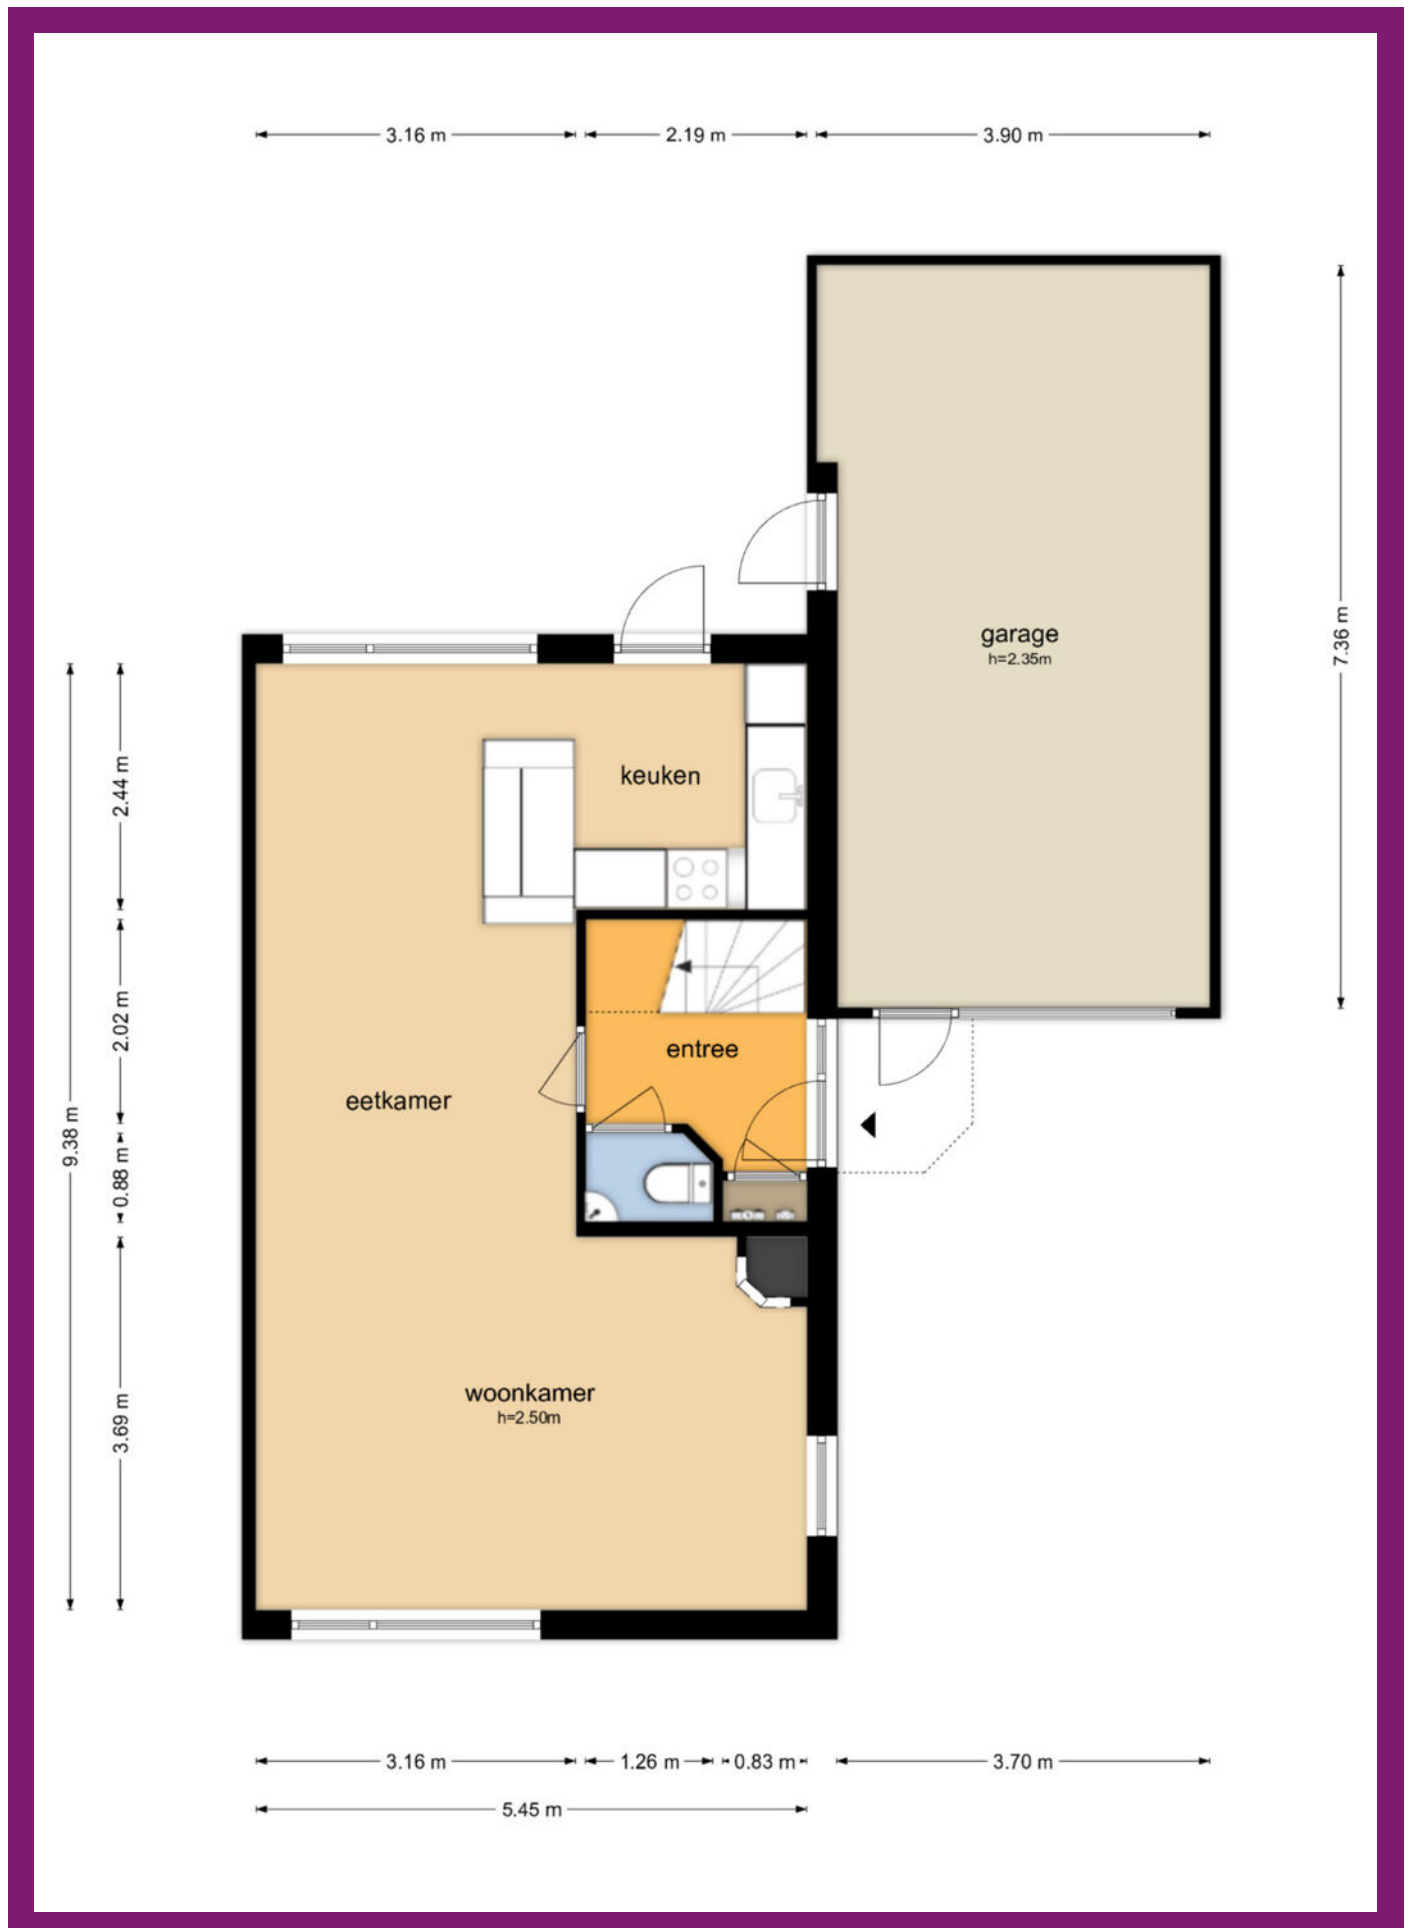 3.16 m
2.19 m
3.90 m
garage
h=2.35m
7.36 m
keuken
2.44 m
2.02 m
entree
eetkamer
9.38 m
0.88 m
3.69 m
woonkamer
h=2.50m
3.16 m
1.26 m
0.83 m
3.70 m
5.45 m